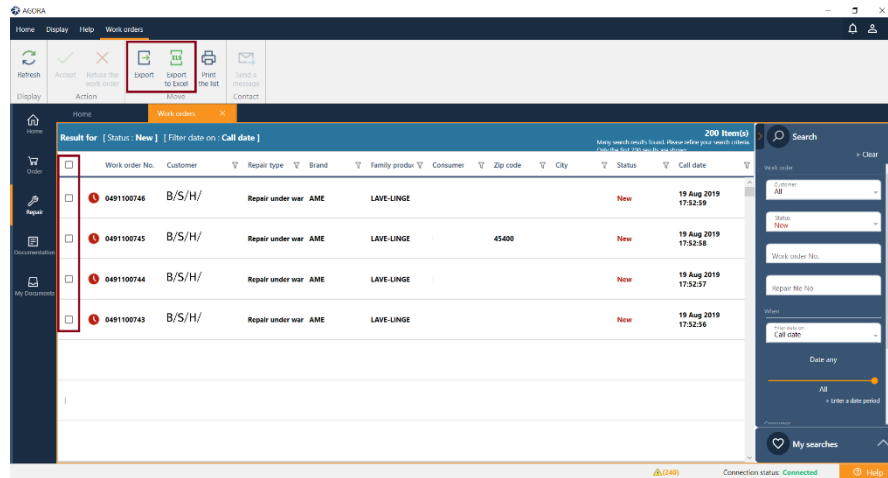 AGORA
Home Display Help Work orders
Refresh Accept Refuse the work order Export Export to Excel Print the list Send a message
Display Action Move Contact
Home Work orders
Home
Order
Repair
Documentation
My Documents
Result for [ Status : New ] [ Filter date on : Call date ]
200 Item(s)
Many search results found. Please refine your search criteria.
Only the first 200 results are shown
Work order No. Customer Repair type Brand Family produc Consumer Zip code City Status Call date
0491100746 B/S/H/ Repair under war AME LAVE-LINGE New 19 Aug 2019 17:52:59
0491100745 B/S/H/ Repair under war AME LAVE-LINGE 45400 New 19 Aug 2019 17:52:58
0491100744 B/S/H/ Repair under war AME LAVE-LINGE New 19 Aug 2019 17:52:57
0491100743 B/S/H/ Repair under war AME LAVE-LINGE New 19 Aug 2019 17:52:56
Search
> Clear
Work order
Customer
All
Status
New
Work order No.
Repair file No
When
Filter date on
Call date
Date any
All
> Enter a date period
Consumer
My searches
(240) Connection status: Connected Help